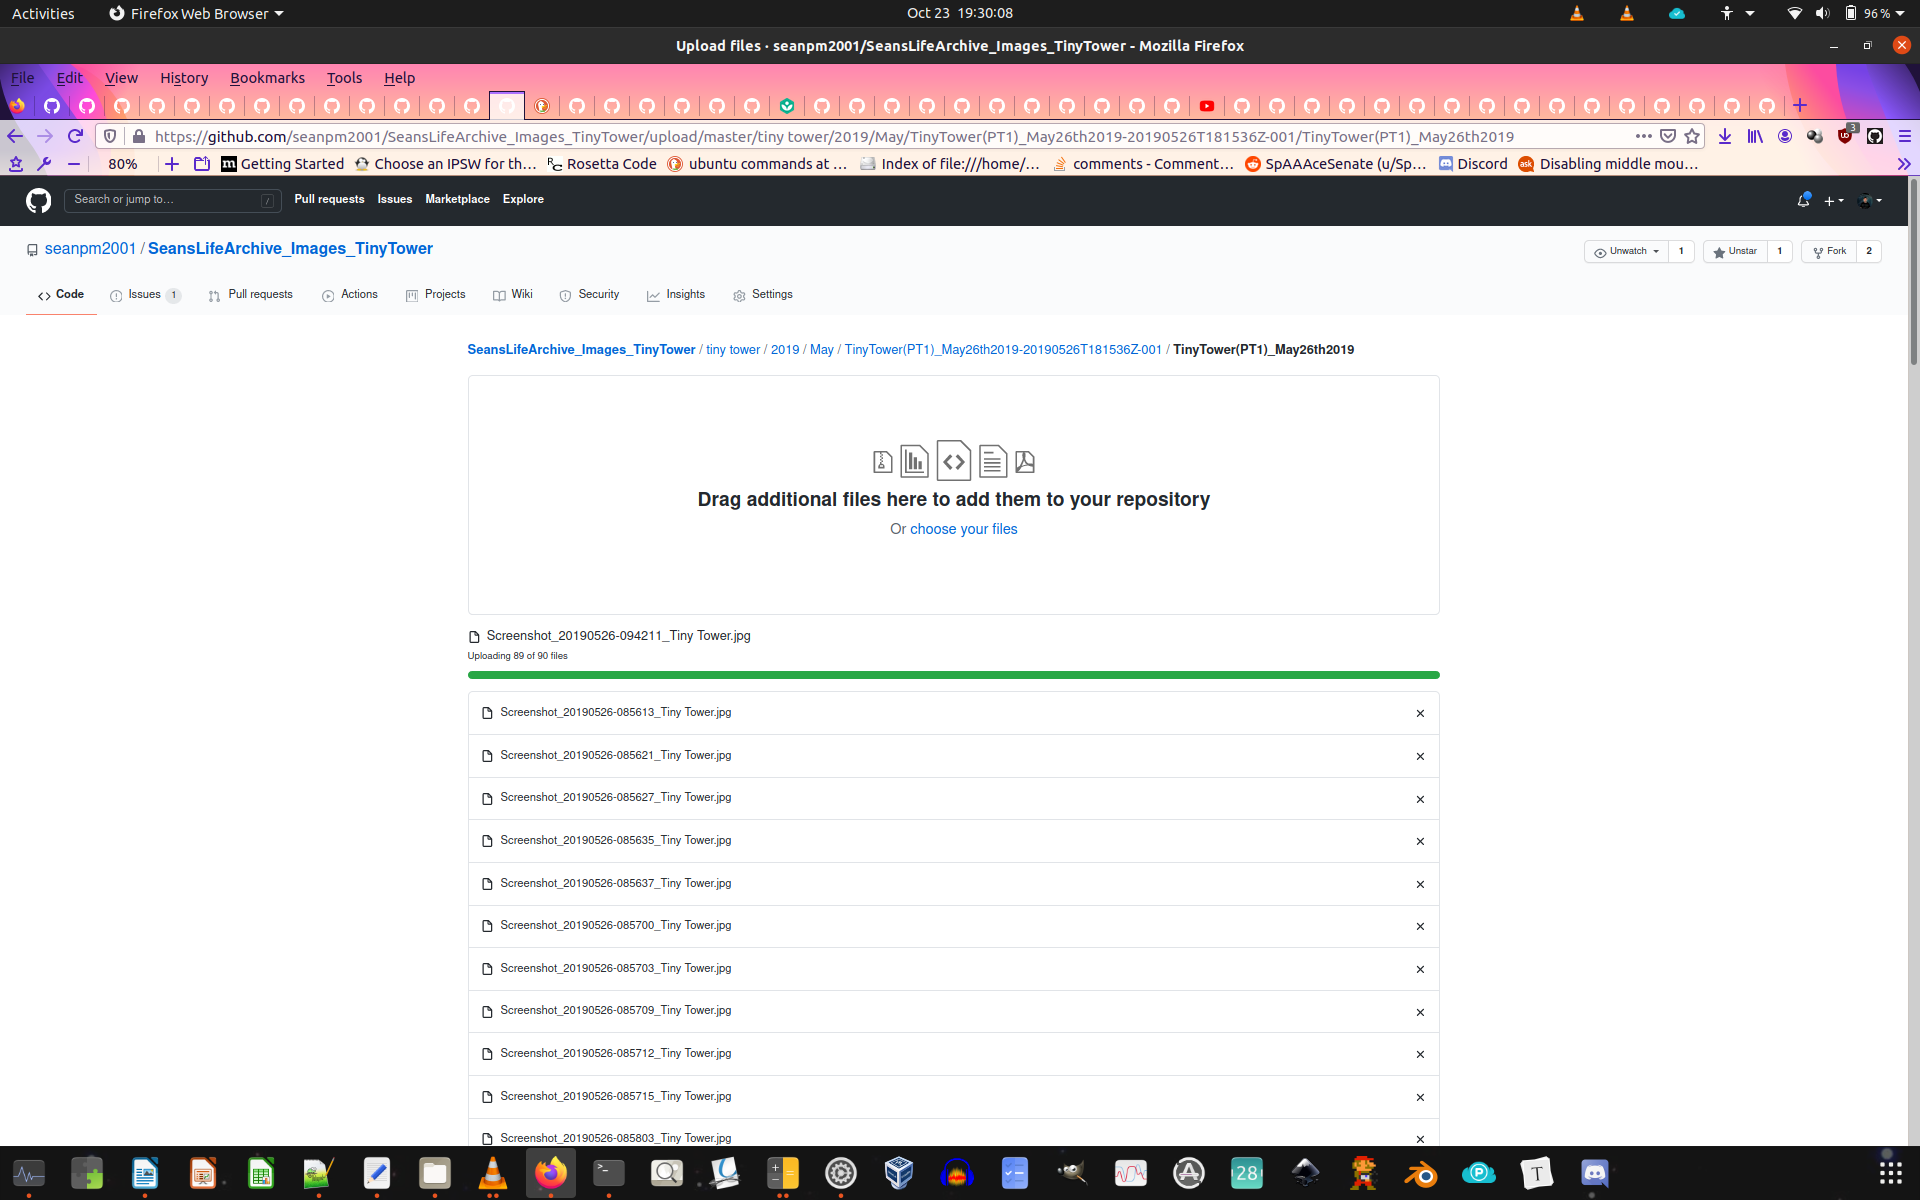 Activities Firefox Web Browser Oct 23 19:30:08 96 %
Upload files · seanpm2001/SeansLifeArchive_Images_TinyTower - Mozilla Firefox
File Edit View History Bookmarks Tools Help
https://github.com/seanpm2001/SeansLifeArchive_Images_TinyTower/upload/master/tiny tower/2019/May/TinyTower(PT1)_May26th2019-20190526T181536Z-001/TinyTower(PT1)_May26th2019 3
80% Getting Started Choose an IPSW for th… Rosetta Code ubuntu commands at … Index of file:///home/… comments - Comment… SpAAAceSenate (u/Sp… Discord ask Disabling middle mou…
Search or jump to… / Pull requests Issues Marketplace Explore
seanpm2001 / SeansLifeArchive_Images_TinyTower Unwatch 1 Unstar 1 Fork 2
Code Issues 1 Pull requests Actions Projects Wiki Security Insights Settings
SeansLifeArchive_Images_TinyTower / tiny tower / 2019 / May / TinyTower(PT1)_May26th2019-20190526T181536Z-001 / TinyTower(PT1)_May26th2019
Drag additional files here to add them to your repository
Or choose your files
Screenshot_20190526-094211_Tiny Tower.jpg
Uploading 89 of 90 files
Screenshot_20190526-085613_Tiny Tower.jpg
Screenshot_20190526-085621_Tiny Tower.jpg
Screenshot_20190526-085627_Tiny Tower.jpg
Screenshot_20190526-085635_Tiny Tower.jpg
Screenshot_20190526-085637_Tiny Tower.jpg
Screenshot_20190526-085700_Tiny Tower.jpg
Screenshot_20190526-085703_Tiny Tower.jpg
Screenshot_20190526-085709_Tiny Tower.jpg
Screenshot_20190526-085712_Tiny Tower.jpg
Screenshot_20190526-085715_Tiny Tower.jpg
Screenshot_20190526-085803_Tiny Tower.jpg
28 T